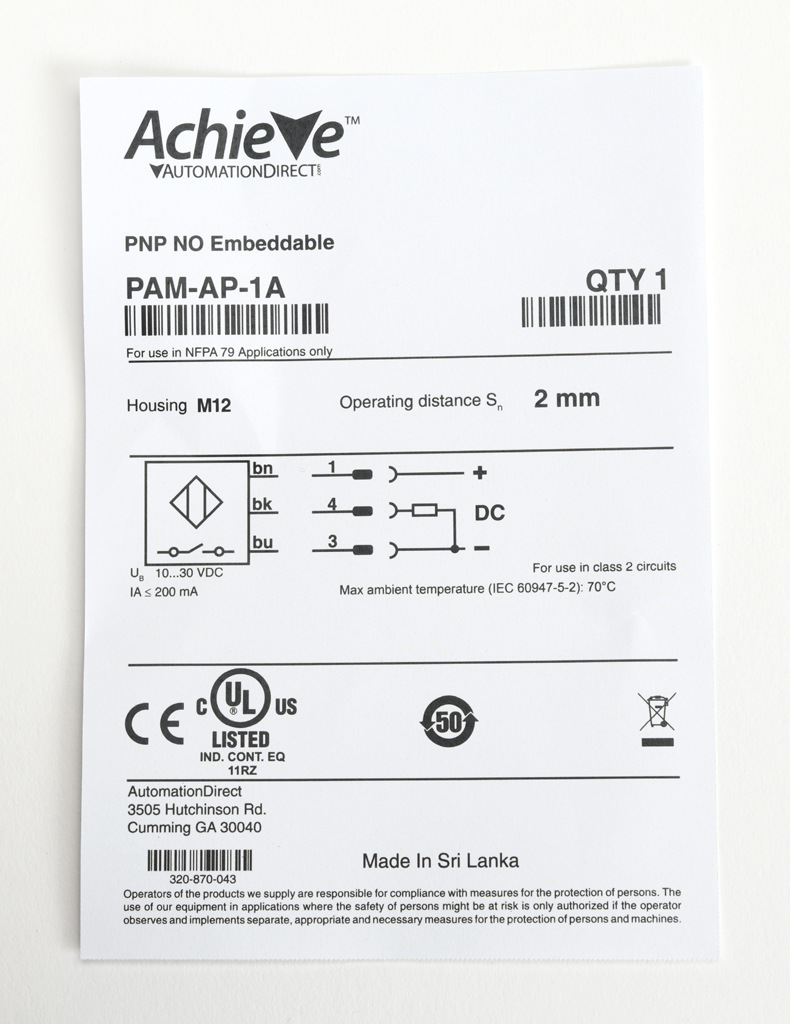 Achieve™
AUTOMATIONDIRECT
PNP NO Embeddable
PAM-AP-1A QTY 1
For use in NFPA 79 Applications only
Housing M12 Operating distance Sn 2 mm
bn 1 +
bk 4 DC
bu 3 −
UB 10...30 VDC For use in class 2 circuits
IA ≤ 200 mA Max ambient temperature (IEC 60947-5-2): 70°C
CE C UL® US 50
LISTED
IND. CONT. EQ
11RZ
AutomationDirect
3505 Hutchinson Rd.
Cumming GA 30040
320-870-043 Made In Sri Lanka
Operators of the products we supply are responsible for compliance with measures for the protection of persons. The
use of our equipment in applications where the safety of persons might be at risk is only authorized if the operator
observes and implements separate, appropriate and necessary measures for the protection of persons and machines.